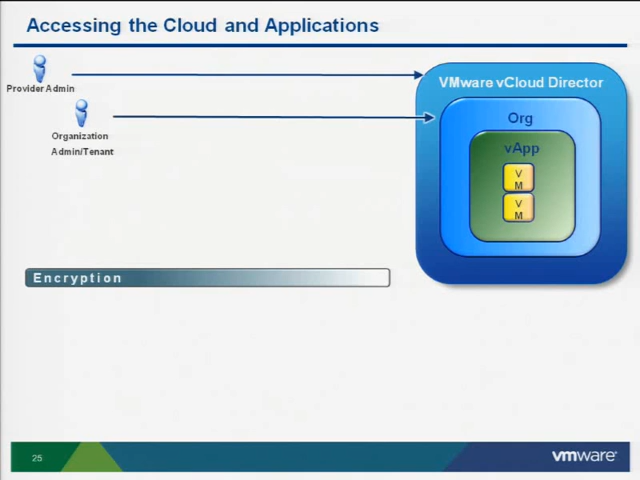 Accessing the Cloud and Applications
Provider Admin
VMware vCloud Director
Organization
Admin/Tenant
Org
vApp
V
M
V
M
Encryption
25
vmware